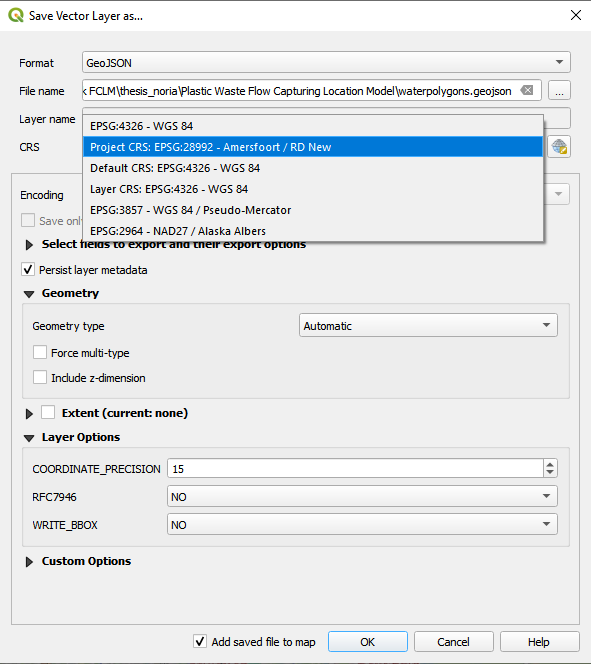 Save Vector Layer as...
Format GeoJSON
File name k FCLM\thesis_noria\Plastic Waste Flow Capturing Location Model\waterpolygons.geojson ...
Layer name
EPSG:4326 - WGS 84
CRS Project CRS: EPSG:28992 - Amersfoort / RD New
Default CRS: EPSG:4326 - WGS 84
Layer CRS: EPSG:4326 - WGS 84
Encoding
EPSG:3857 - WGS 84 / Pseudo-Mercator
Save only
EPSG:2964 - NAD27 / Alaska Albers
Select fields to export and their export options
Persist layer metadata
Geometry
Geometry type Automatic
Force multi-type
Include z-dimension
Extent (current: none)
Layer Options
COORDINATE_PRECISION 15
RFC7946 NO
WRITE_BBOX NO
Custom Options
Add saved file to map OK Cancel Help